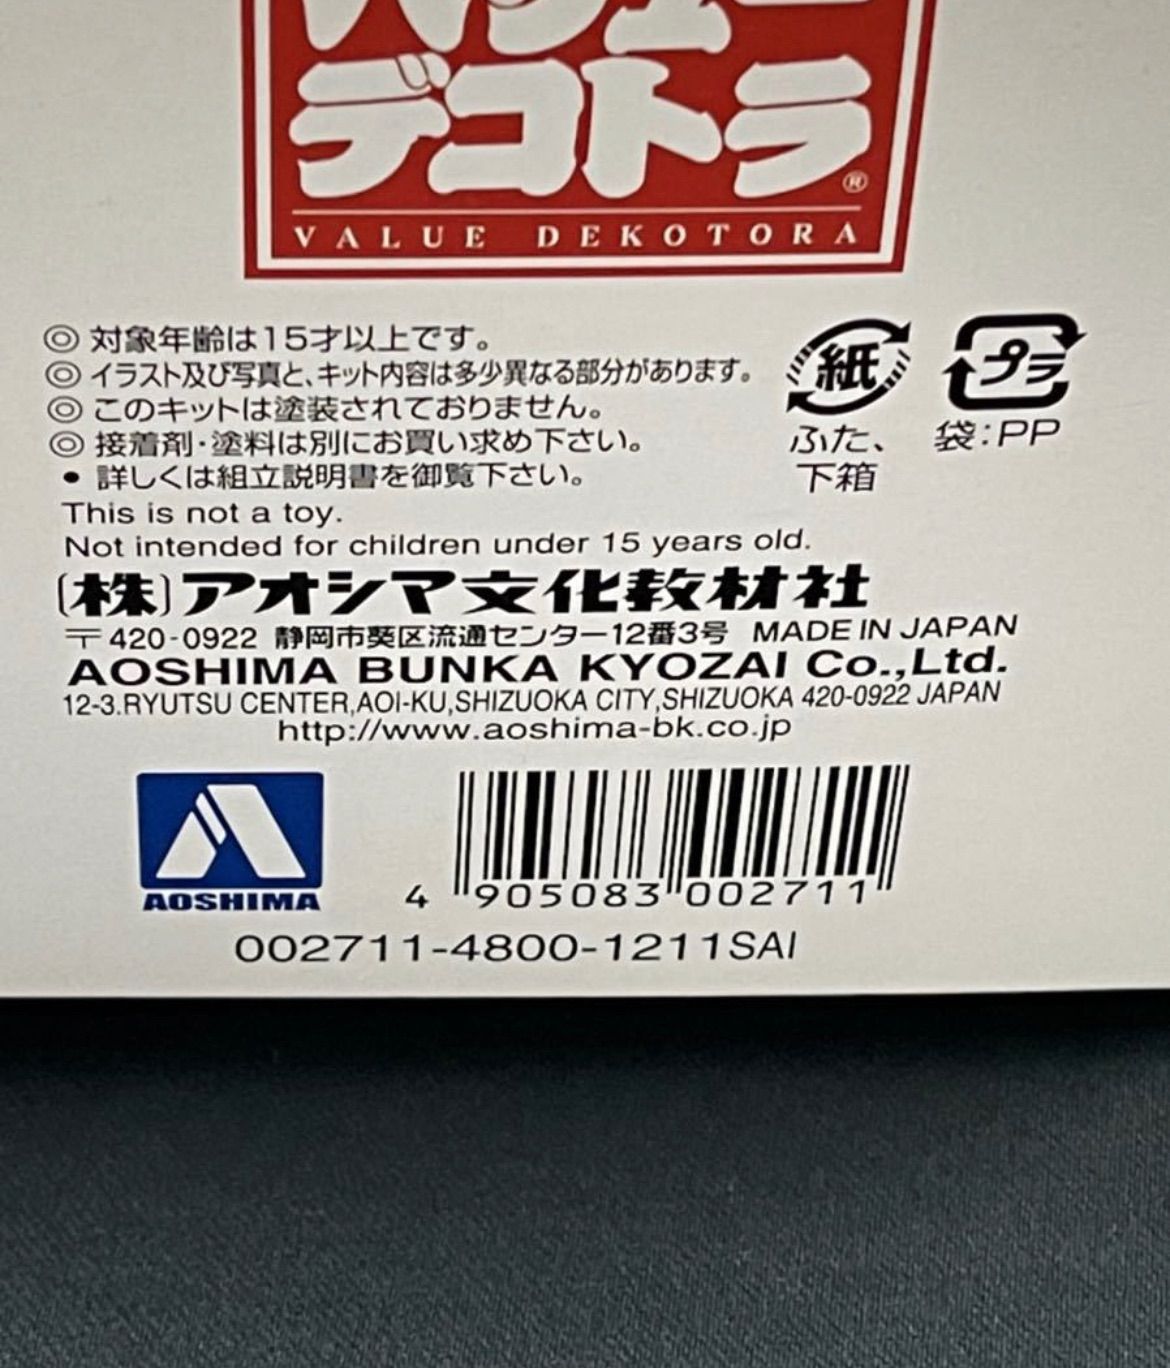 バリュー
デコトラ®
VALUE DEKOTORA
◎ 対象年齢は15才以上です。
◎ イラスト及び写真と、キット内容は多少異なる部分があります。
◎ このキットは塗装されておりません。
◎ 接着剤・塗料は別にお買い求め下さい。
• 詳しくは組立説明書を御覧下さい。
This is not a toy.
Not intended for children under 15 years old.
紙
ふた、
下箱
プラ
袋:PP
(株)アオシマ文化教材社
〒420-0922 静岡市葵区流通センター12番3号 MADE IN JAPAN
AOSHIMA BUNKA KYOZAI Co.,Ltd.
12-3.RYUTSU CENTER,AOI-KU,SHIZUOKA CITY,SHIZUOKA 420-0922 JAPAN
http://www.aoshima-bk.co.jp
AOSHIMA
4 905083 002711
002711-4800-1211SAI